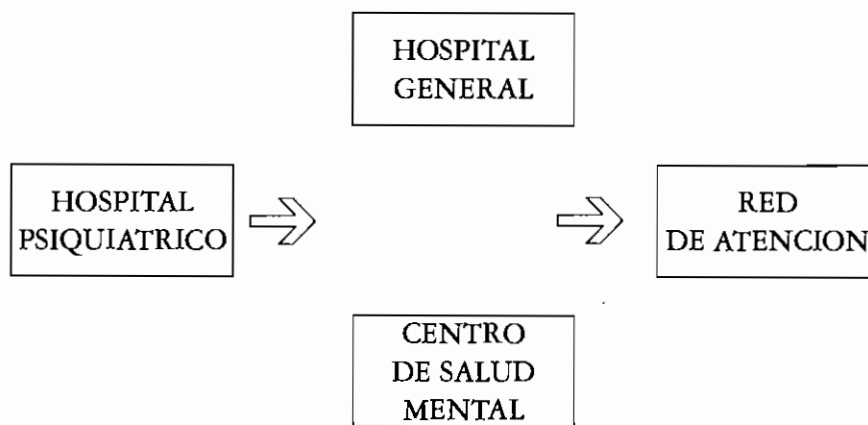 HOSPITAL
GENERAL
HOSPITAL
PSIQUIATRICO
RED
DE ATENCION
CENTRO
DE SALUD
MENTAL